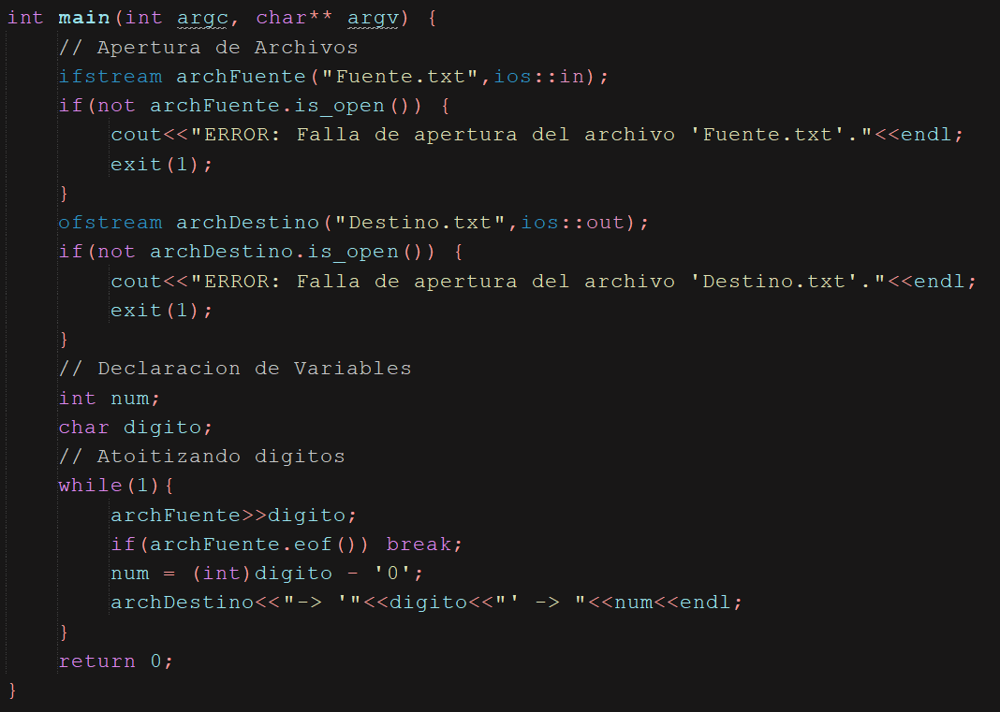 int main(int argc, char** argv) {
    // Apertura de Archivos
    ifstream archFuente("Fuente.txt",ios::in);
    if(not archFuente.is_open()) {
        cout<<"ERROR: Falla de apertura del archivo 'Fuente.txt'."<<endl;
        exit(1);
    }
    ofstream archDestino("Destino.txt",ios::out);
    if(not archDestino.is_open()) {
        cout<<"ERROR: Falla de apertura del archivo 'Destino.txt'."<<endl;
        exit(1);
    }
    // Declaracion de Variables
    int num;
    char digito;
    // Atoitizando digitos
    while(1){
        archFuente>>digito;
        if(archFuente.eof()) break;
        num = (int)digito - '0';
        archDestino<<"-> '"<<digito<<"' -> "<<num<<endl;
    }
    return 0;
}